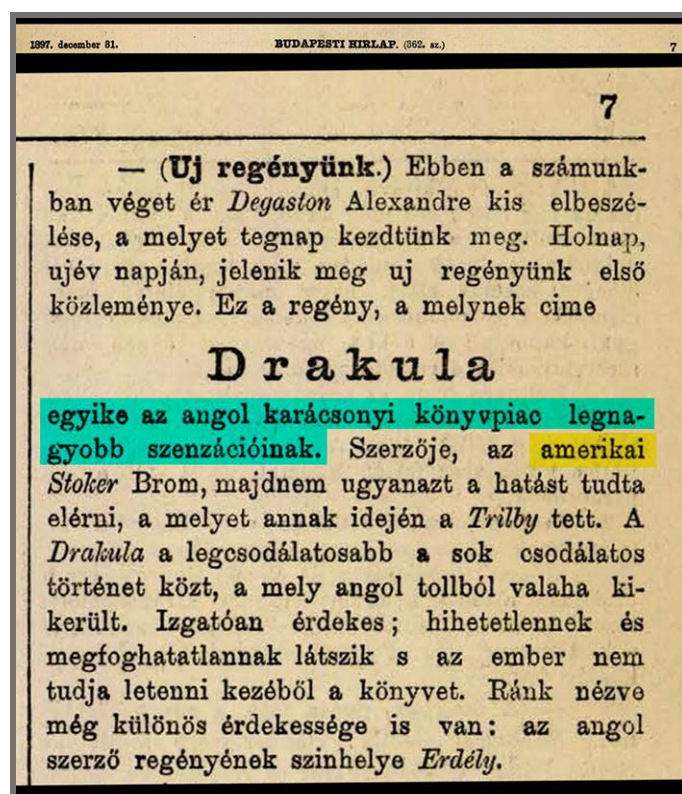 1897. december 31. BUDAPESTI HIRLAP. (362. sz.) 7
7
— (Uj regényünk.) Ebben a számunk-
ban véget ér Degaston Alexandre kis elbeszé-
lése, a melyet tegnap kezdtünk meg. Holnap,
ujév napján, jelenik meg uj regényünk első
közleménye. Ez a regény, a melynek cime
Drakula
egyike az angol karácsonyi könyvpiac legna-
gyobb szenzációinak. Szerzője, az amerikai
Stoker Brom, majdnem ugyanazt a hatást tudta
elérni, a melyet annak idején a Trilby tett. A
Drakula a legcsodálatosabb a sok csodálatos
történet közt, a mely angol tollból valaha ki-
került. Izgatóan érdekes; hihetetlennek és
megfoghatatlannak látszik s az ember nem
tudja letenni kezéből a könyvet. Ránk nézve
még különös érdekessége is van: az angol
szerző regényének szinhelye Erdély.